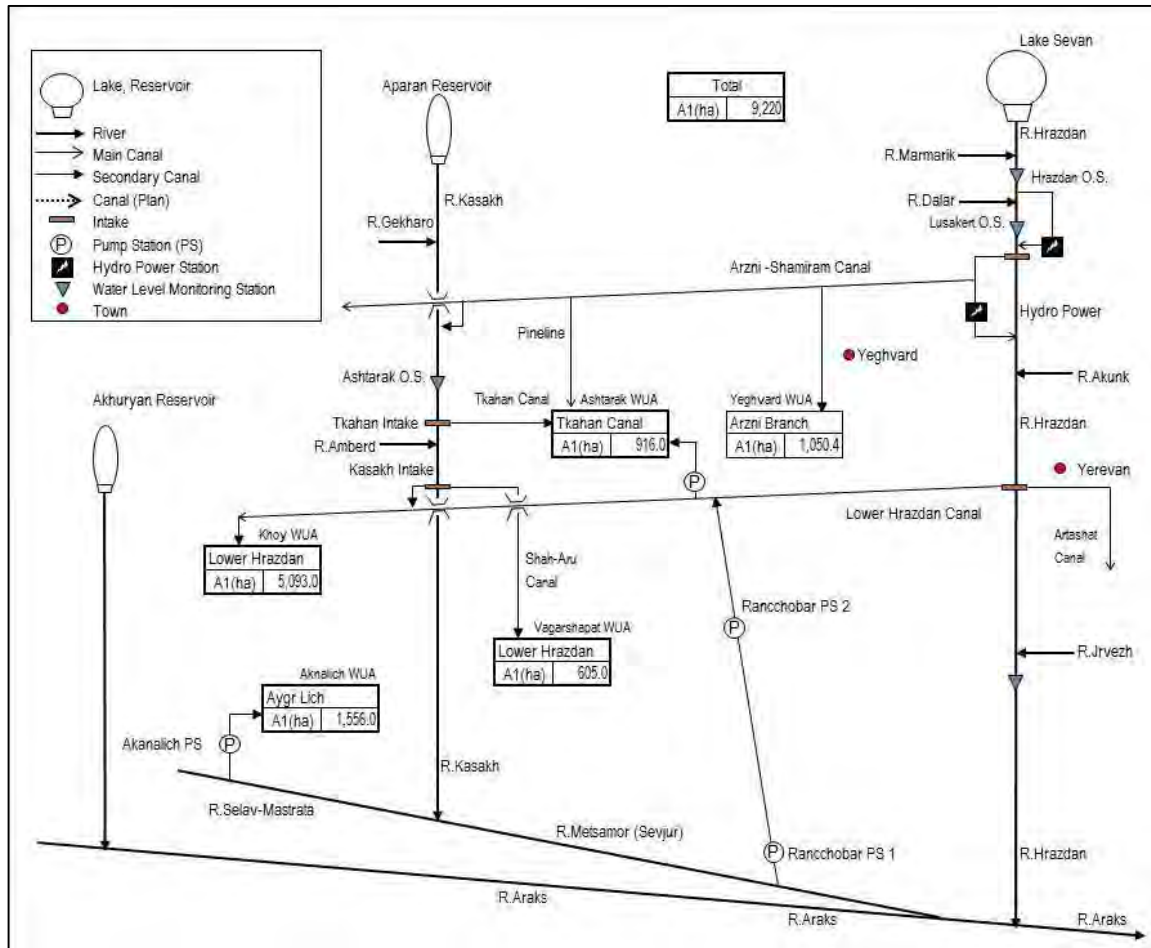 Lake, Reservoir
River
Main Canal
Secondary Canal
Canal (Plan)
Intake
P
Pump Station (PS)
Hydro Power Station
Water Level Monitoring Station
Town
Aparan Reservoir
Total
A1(ha) 9,220
Lake Sevan
R.Hrazdan
R.Marmarik
Hrazdan O.S.
R.Dalar
Lusakert O.S.
R.Kasakh
R.Gekharo
Arzni -Shamiram Canal
Hydro Power
Pineline
Yeghvard
Ashtarak O.S.
R.Akunk
Akhuryan Reservoir
Tkahan Canal
Ashtarak WUA
Yeghvard WUA
Tkahan Intake
Tkahan Canal
A1(ha) 916.0
Arzni Branch
A1(ha) 1,050.4
R.Hrazdan
R.Amberd
Kasakh Intake
P
Yerevan
Lower Hrazdan Canal
Artashat
Canal
Khoy WUA
Lower Hrazdan
A1(ha) 5,093.0
Shah-Aru
Canal
Rancchobar PS 2
P
Vagarshapat WUA
Lower Hrazdan
A1(ha) 605.0
R.Jrvezh
Aknalich WUA
Aygr Lich
A1(ha) 1,556.0
Akanalich PS
P
R.Kasakh
R.Selav-Mastrata
R.Metsamor (Sevjur)
P
Rancchobar PS 1
R.Hrazdan
R.Araks
R.Araks
R.Araks